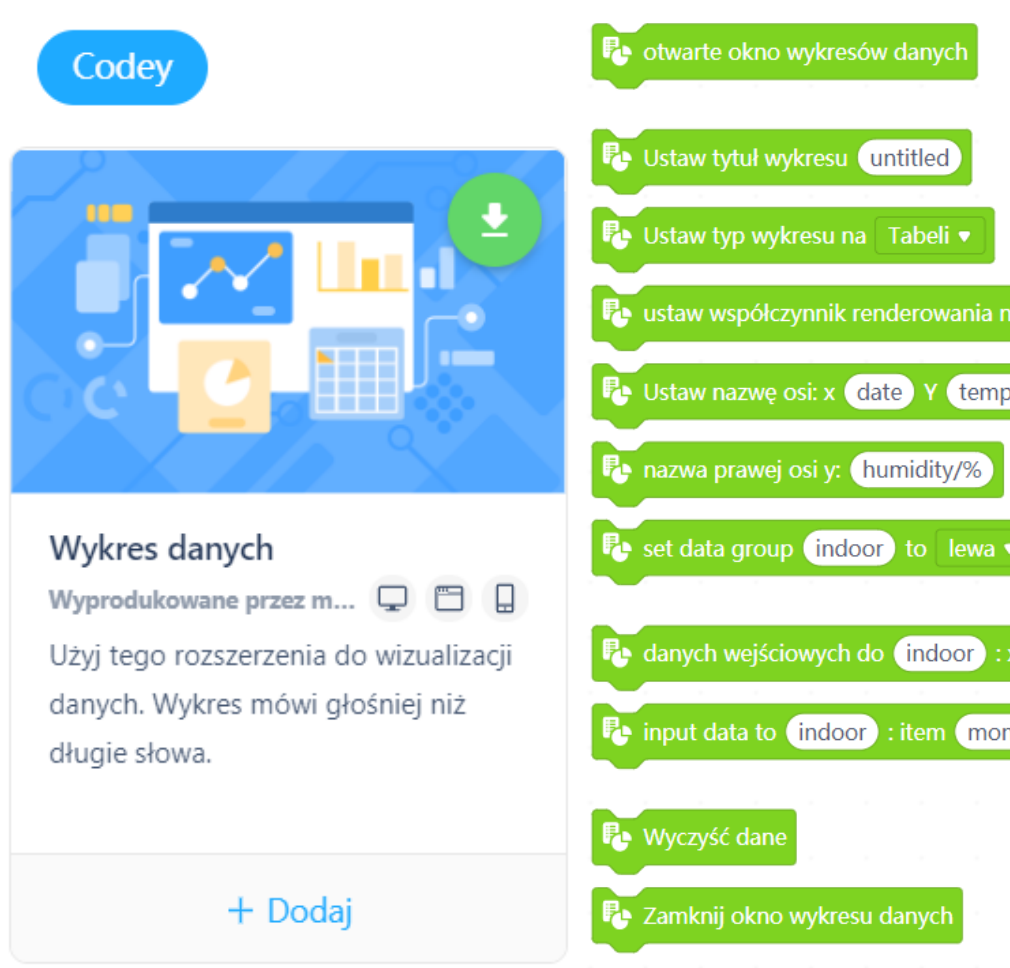 Codey
Wykres danych
Wyprodukowane przez m...
Użyj tego rozszerzenia do wizualizacji
danych. Wykres mówi głośniej niż
długie słowa.
+ Dodaj
otwarte okno wykresów danych
Ustaw tytuł wykresu untitled
Ustaw typ wykresu na Tabeli
ustaw współczynnik renderowania
Ustaw nazwę osi: x date Y temp
nazwa prawej osi y: humidity/%
set data group indoor to lewa
danych wejściowych do indoor :
input data to indoor : item
Wyczyść dane
Zamknij okno wykresu danych